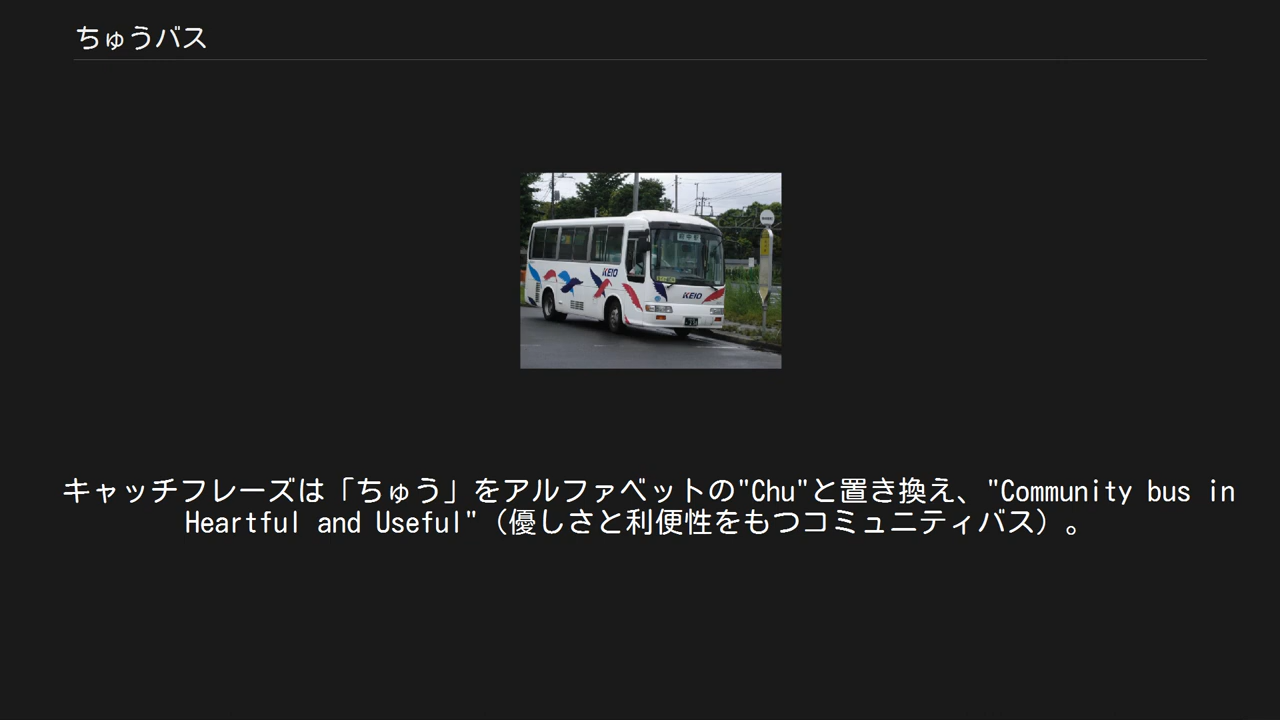 ちゅうバス
KEIO
KEIO
キャッチフレーズは「ちゅう」をアルファベットの"Chu"と置き換え、"Community bus in
Heartful and Useful"（優しさと利便性をもつコミュニティバス）。